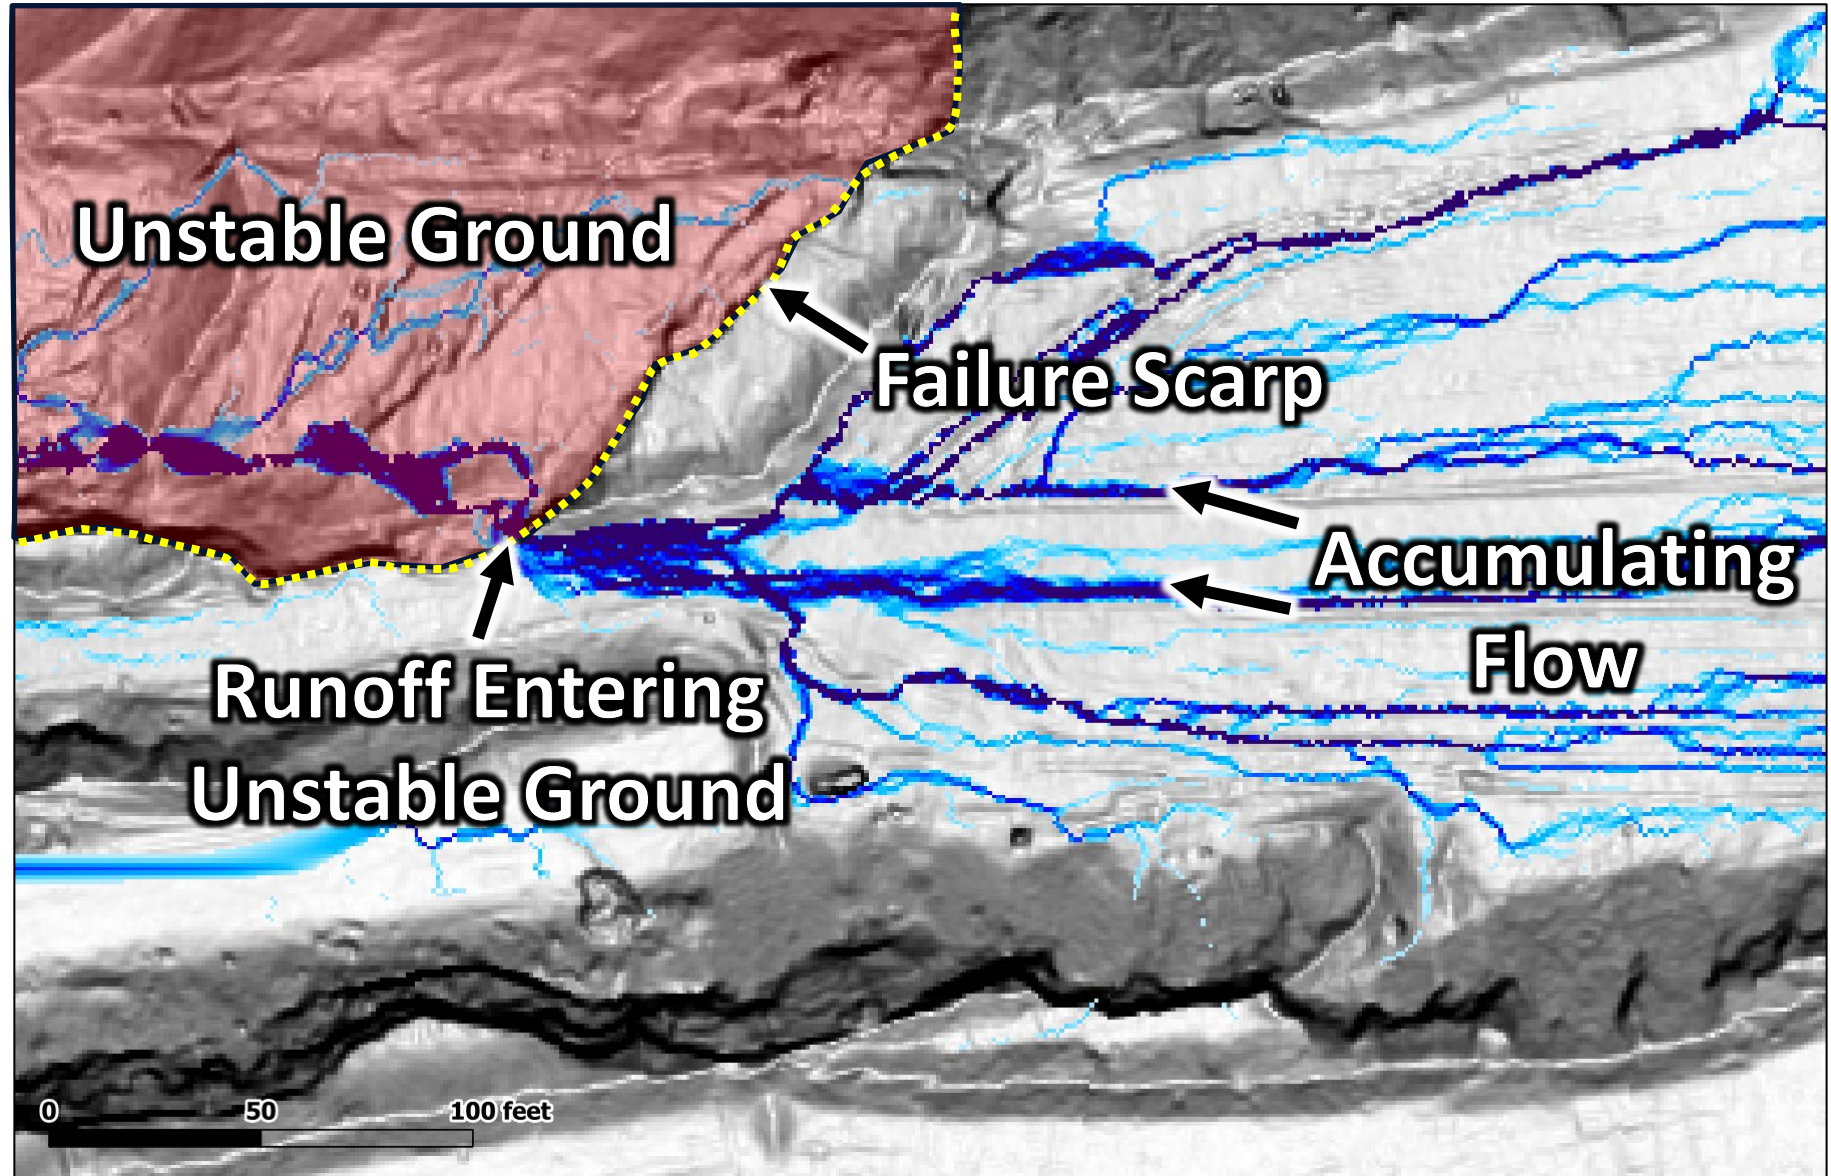 Unstable Ground
Failure Scarp
Accumulating
Flow
Runoff Entering
Unstable Ground
0 50 100 feet